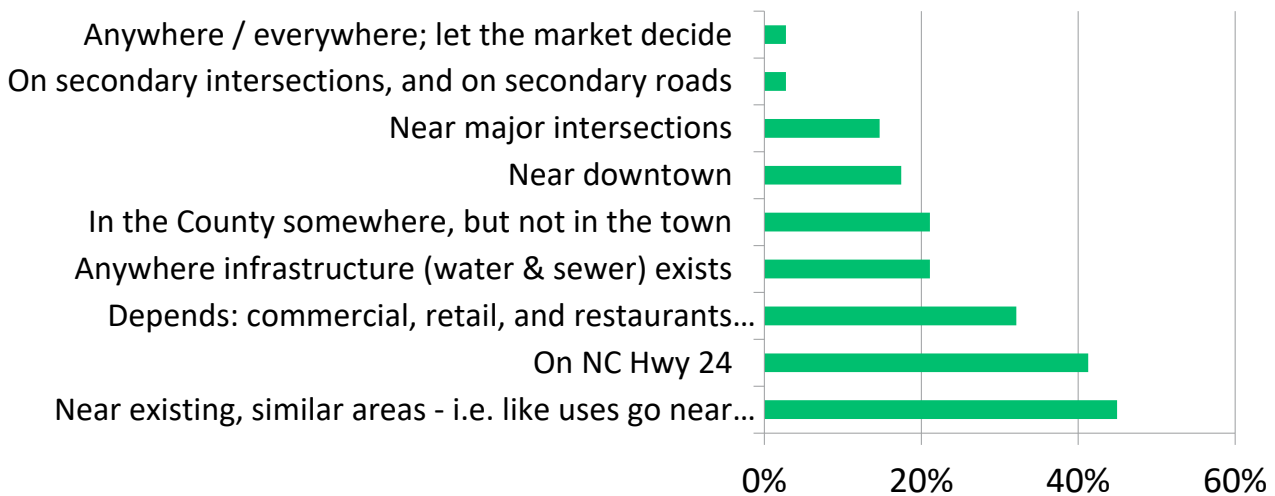 Anywhere / everywhere; let the market decide
On secondary intersections, and on secondary roads
Near major intersections
Near downtown
In the County somewhere, but not in the town
Anywhere infrastructure (water & sewer) exists
Depends: commercial, retail, and restaurants…
On NC Hwy 24
Near existing, similar areas - i.e. like uses go near…
0% 20% 40% 60%